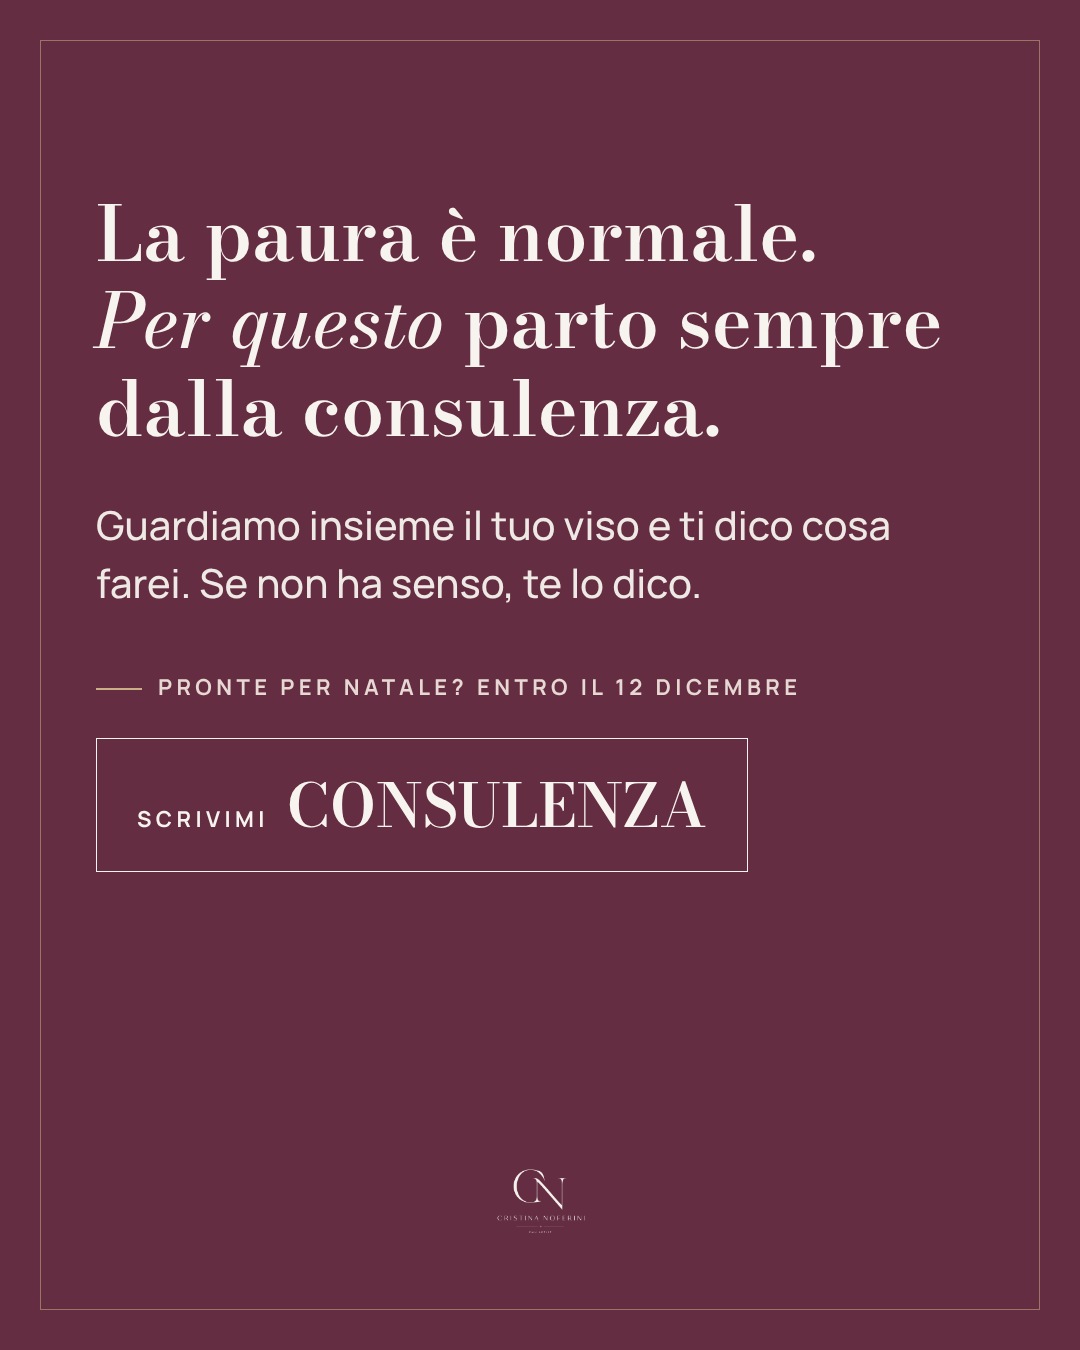 La paura è normale.
Per questo parto sempre
dalla consulenza.
Guardiamo insieme il tuo viso e ti dico cosa
farei. Se non ha senso, te lo dico.
PRONTE PER NATALE? ENTRO IL 12 DICEMBRE
SCRIVIMI CONSULENZA
CN
CRISTINA NOFERINI